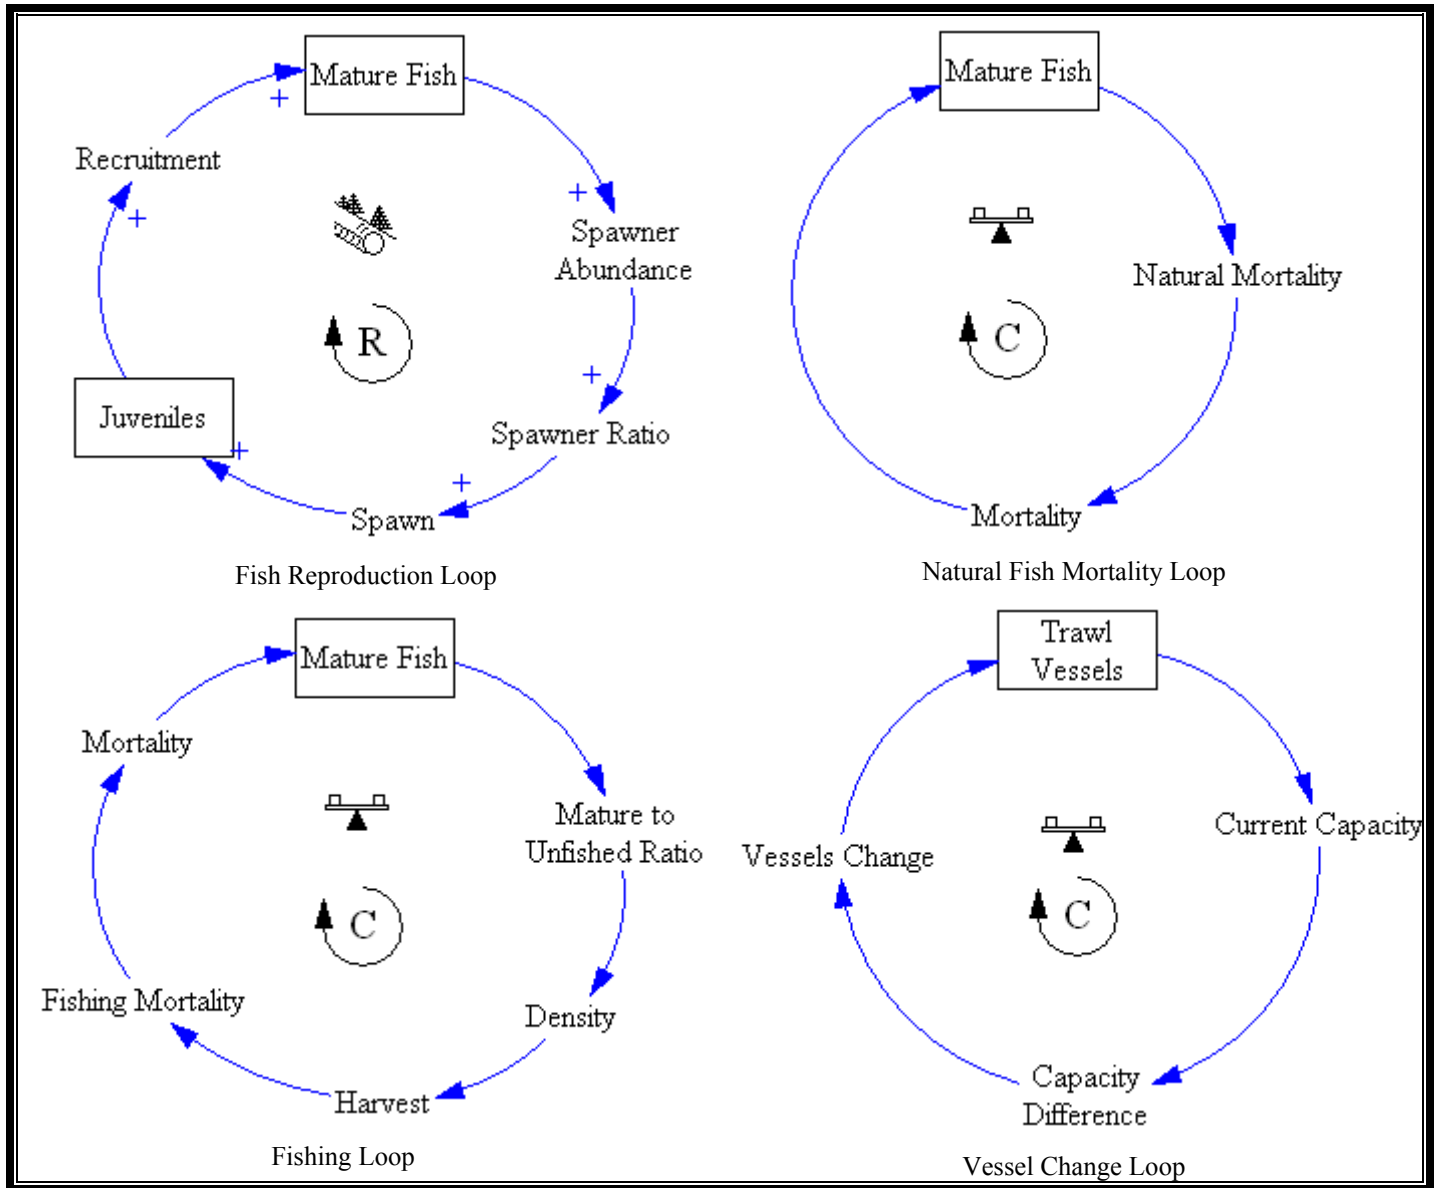 Mature Fish
+
Recruitment
+
+
Spawner
Abundance
R
+
Juveniles
Spawner Ratio
+
+
Spawn
Fish Reproduction Loop
Mature Fish
Natural Mortality
C
Mortality
Natural Fish Mortality Loop
Mature Fish
Mortality
Mature to
Unfished Ratio
C
Fishing Mortality
Density
Harvest
Fishing Loop
Trawl
Vessels
Current Capacity
Vessels Change
C
Capacity
Difference
Vessel Change Loop